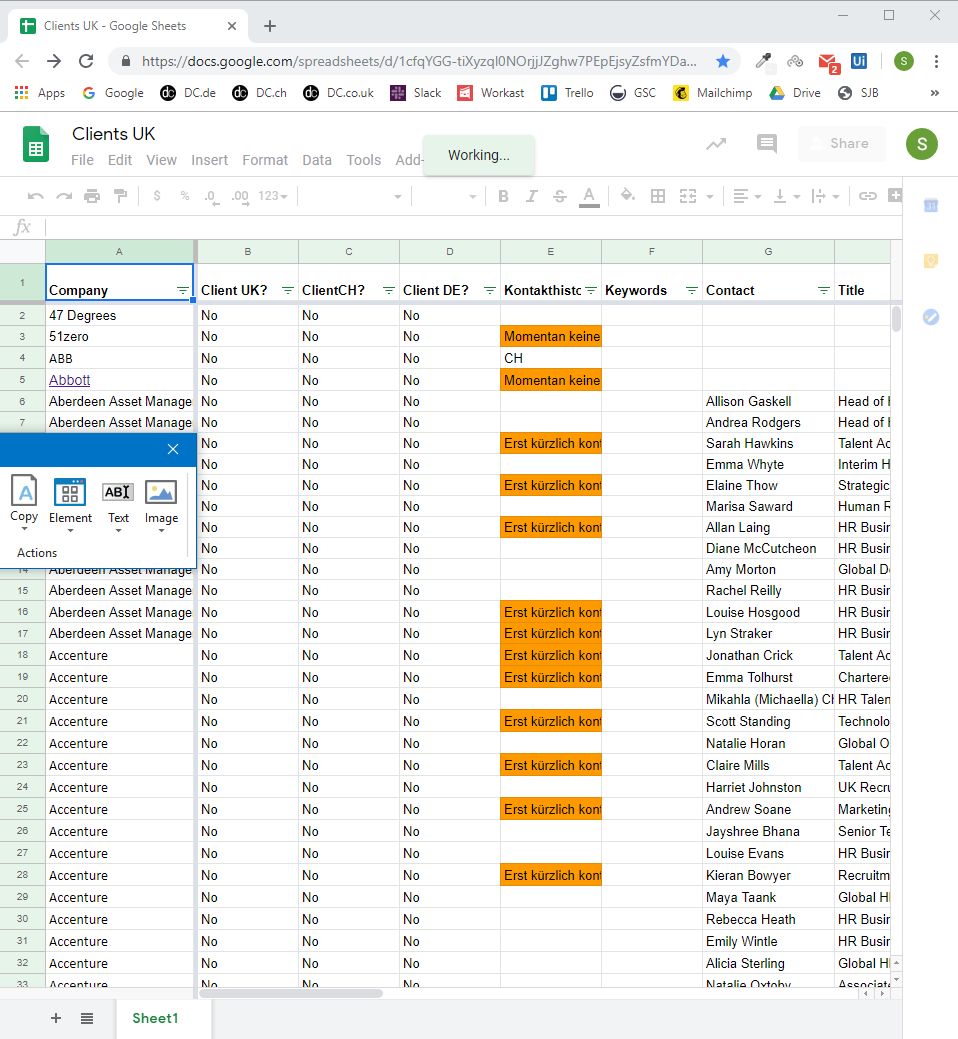 Clients UK - Google Sheets
https://docs.google.com/spreadsheets/d/1cfqYGG-tiXyzql0NOrjjJZghw7PEpEjsyZsfmYDa...
2 Ui S
Apps Google DC.de DC.ch DC.co.uk Slack Workast Trello GSC Mailchimp Drive SJB »
Clients UK
File Edit View Insert Format Data Tools Add-
Working...
Share
S
$ % .0 .00 123 B I S A
fx
A B C D E F G
1 Company Client UK? ClientCH? Client DE? Kontakthisto Keywords Contact Title
2 47 Degrees No No No
3 51zero No No No Momentan keine
4 ABB No No No CH
5 Abbott No No No Momentan keine
6 Aberdeen Asset Manage No No No Allison Gaskell Head of
7 Aberdeen Asset Manage No No No Andrea Rodgers Head of
No No No Erst kürzlich kont Sarah Hawkins Talent Ac
No No No Emma Whyte Interim H
No No No Erst kürzlich kont Elaine Thow Strategic
No No No Marisa Saward Human R
No No No Erst kürzlich kont Allan Laing HR Busir
No No No Diane McCutcheon HR Busir
14 Aberdeen Asset Manage No No No Amy Morton Global De
15 Aberdeen Asset Manage No No No Rachel Reilly HR Busir
16 Aberdeen Asset Manage No No No Erst kürzlich kont Louise Hosgood HR Busir
17 Aberdeen Asset Manage No No No Erst kürzlich kont Lyn Straker HR Busir
18 Accenture No No No Erst kürzlich kont Jonathan Crick Talent Ac
19 Accenture No No No Erst kürzlich kont Emma Tolhurst Chartere
20 Accenture No No No Mikahla (Michaella) Cl HR Talen
21 Accenture No No No Erst kürzlich kont Scott Standing Technolo
22 Accenture No No No Natalie Horan Global O
23 Accenture No No No Erst kürzlich kont Claire Mills Talent Ac
24 Accenture No No No Harriet Johnston UK Recru
25 Accenture No No No Erst kürzlich kont Andrew Soane Marketing
26 Accenture No No No Jayshree Bhana Senior Te
27 Accenture No No No Louise Evans HR Busir
28 Accenture No No No Erst kürzlich kont Kieran Bowyer Recruitm
29 Accenture No No No Maya Taank Global H
30 Accenture No No No Rebecca Heath HR Busir
31 Accenture No No No Emily Wintle HR Busir
32 Accenture No No No Alicia Sterling Global H
33 Accenture No No No Natalie Oxtoby Associate
Copy Element Text Image
Actions
Sheet1